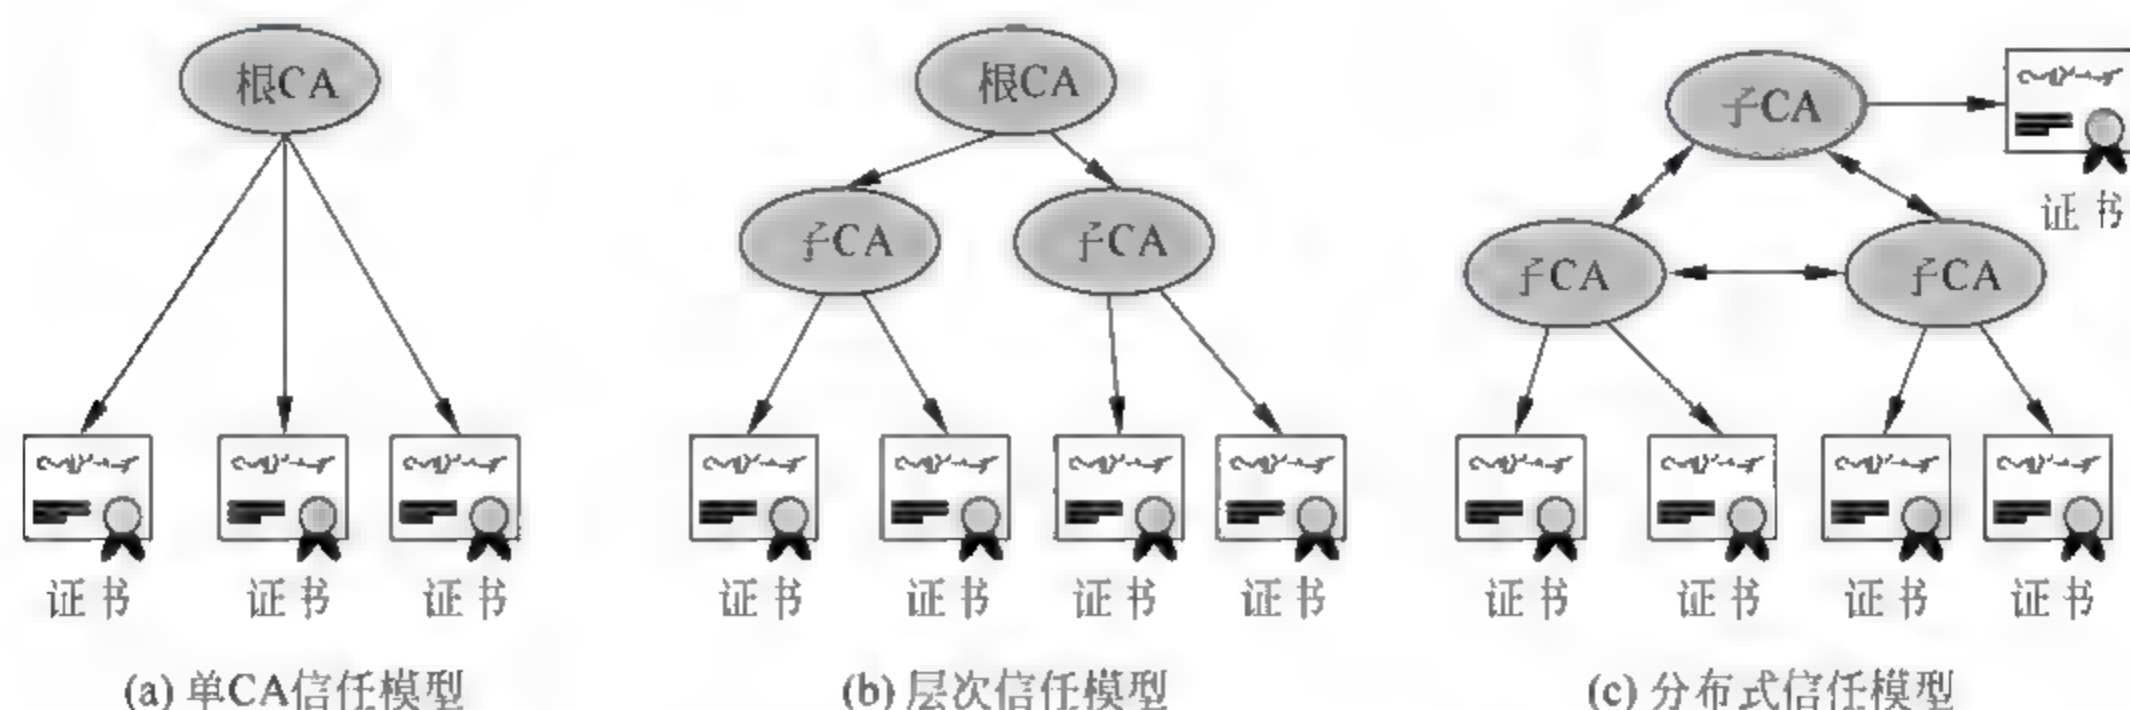 根CA
证书 证书 证书
(a) 单CA信任模型
根CA
子CA 子CA
证书 证书 证书 证书
(b) 层次信任模型
子CA
证书
子CA 子CA
证书 证书 证书 证书
(c) 分布式信任模型